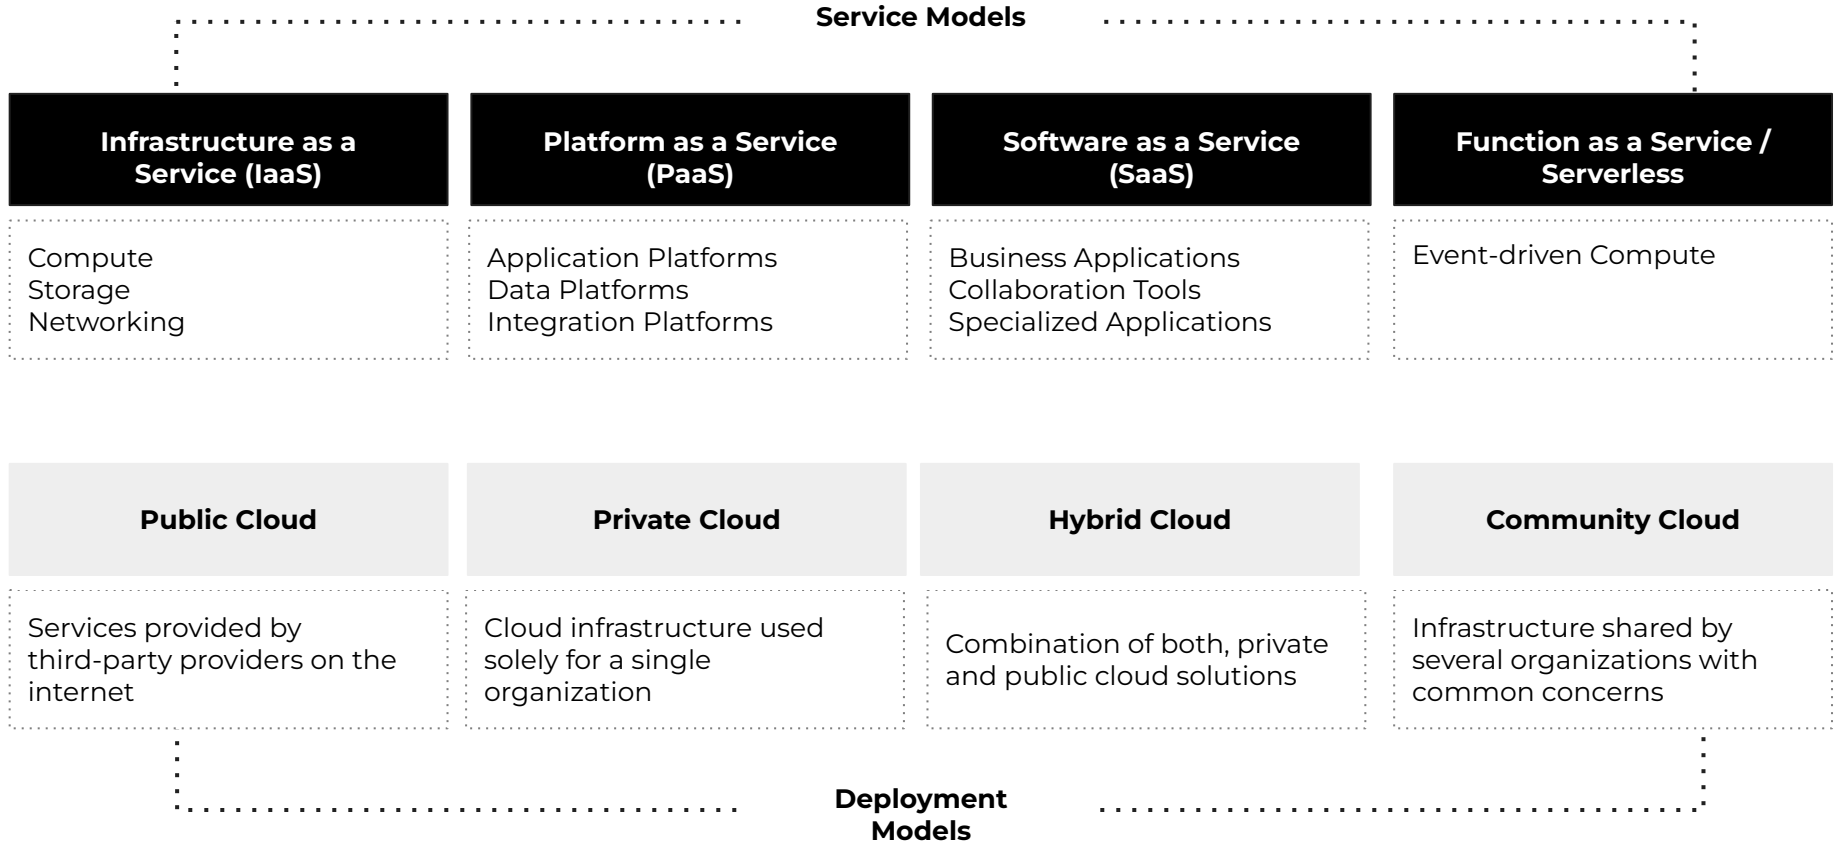 Service Models
Infrastructure as a
Service (IaaS)
Platform as a Service
(PaaS)
Software as a Service
(SaaS)
Function as a Service /
Serverless
Compute
Storage
Networking
Application Platforms
Data Platforms
Integration Platforms
Business Applications
Collaboration Tools
Specialized Applications
Event-driven Compute
Public Cloud
Private Cloud
Hybrid Cloud
Community Cloud
Services provided by
third-party providers on the
internet
Cloud infrastructure used
solely for a single
organization
Combination of both, private
and public cloud solutions
Infrastructure shared by
several organizations with
common concerns
Deployment
Models